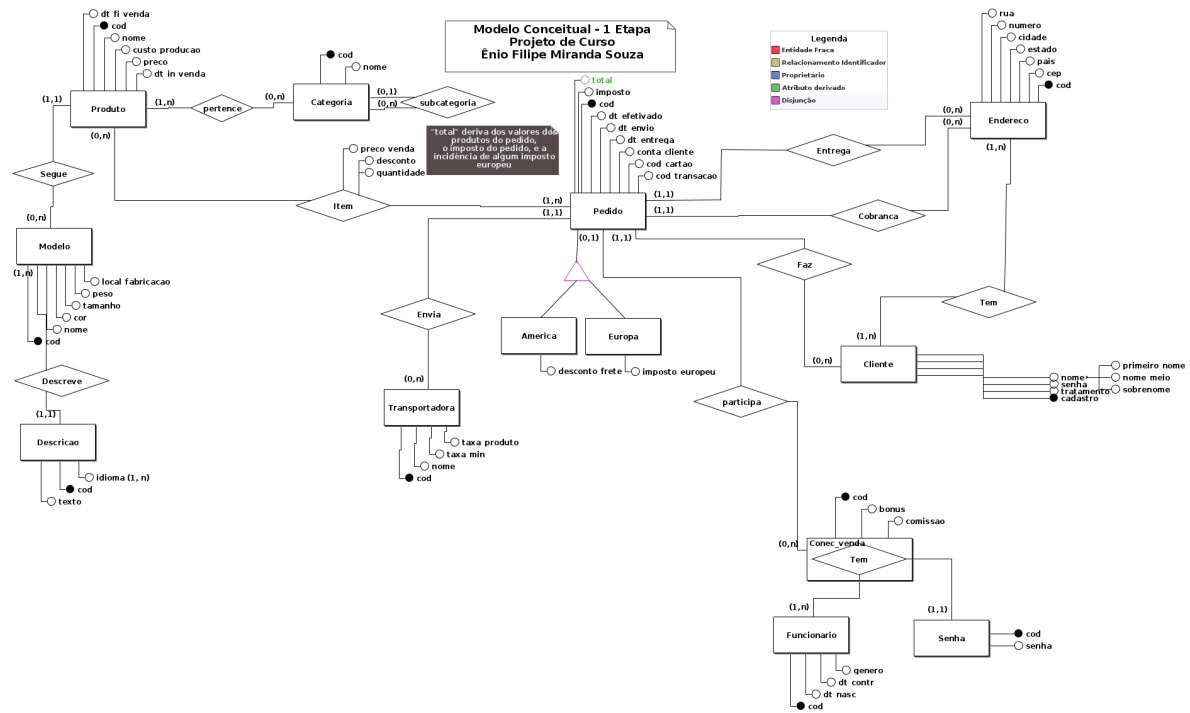 Modelo Conceitual - 1 Etapa
Projeto de Curso
Ênio Filipe Miranda Souza
Legenda
Entidade Fraca
Relacionamento Identificador
Proprietário
Atributo derivado
Disjunção
dt fi venda
cod
nome
custo producao
preco
dt in venda
Produto
(1,1)
(1,n)
(0,n)
pertence
(0,n)
cod
nome
Categoria
(0,1)
(0,n)
subcategoria
"total" deriva dos valores dos
produtos do pedido,
o imposto do pedido, e a
incidência de algum imposto
europeu
total
imposto
cod
dt efetivado
dt envio
dt entrega
conta cliente
cod cartao
cod transacao
Pedido
(1,n)
(1,1)
(1,1)
(1,1)
(0,1)
(1,1)
rua
numero
cidade
estado
pais
cep
cod
Endereco
(0,n)
(0,n)
(1,n)
Entrega
Cobranca
Segue
(0,n)
Modelo
(1,n)
local fabricacao
peso
tamanho
cor
nome
cod
Descreve
(1,1)
Descricao
idioma (1, n)
cod
texto
preco venda
desconto
quantidade
Item
Envia
(0,n)
Transportadora
taxa produto
taxa min
nome
cod
America
desconto frete
Europa
imposto europeu
Faz
(0,n)
Tem
(1,n)
Cliente
nome
senha
tratamento
cadastro
primeiro nome
nome meio
sobrenome
participa
(0,n)
cod
bonus
comissao
Conec_venda
Tem
(1,n)
(1,1)
Funcionario
genero
dt contr
dt nasc
cod
Senha
cod
senha